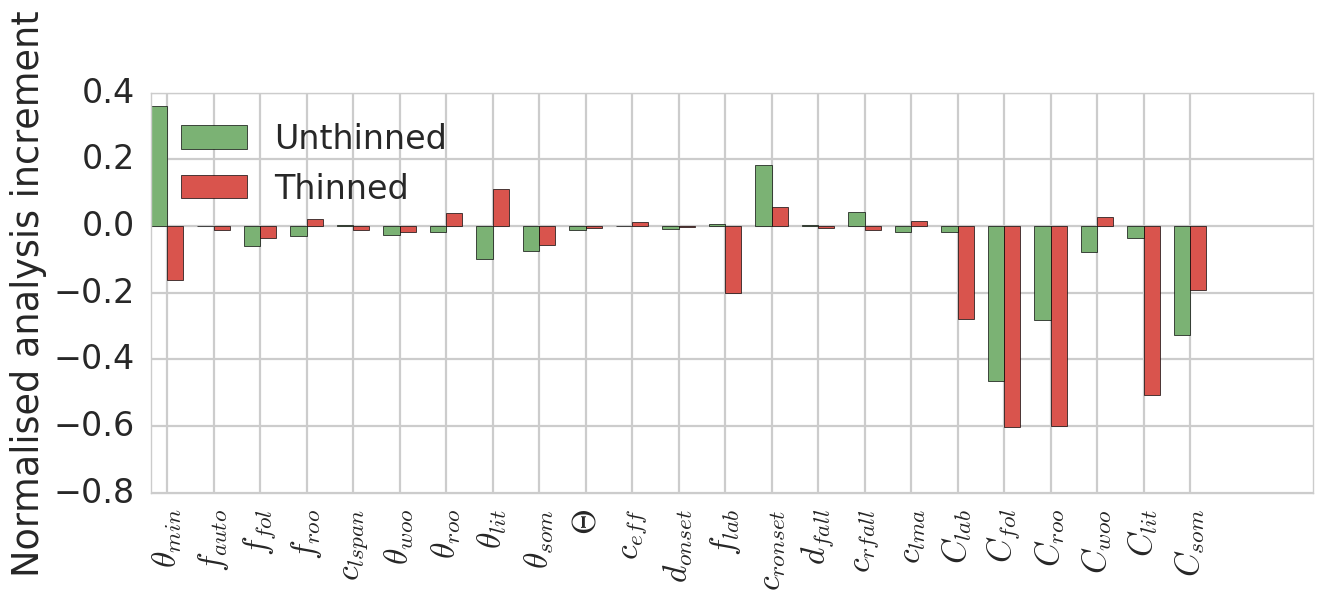 Normalised analysis increment
0.4
0.2
0.0
−0.2
−0.4
−0.6
−0.8
Unthinned
Thinned
θmin
fauto
ffol
froo
clspan
θwoo
θroo
θlit
θsom
Θ
ceff
donset
flab
cronset
dfall
crfall
clma
Clab
Cfol
Croo
Cwoo
Clit
Csom